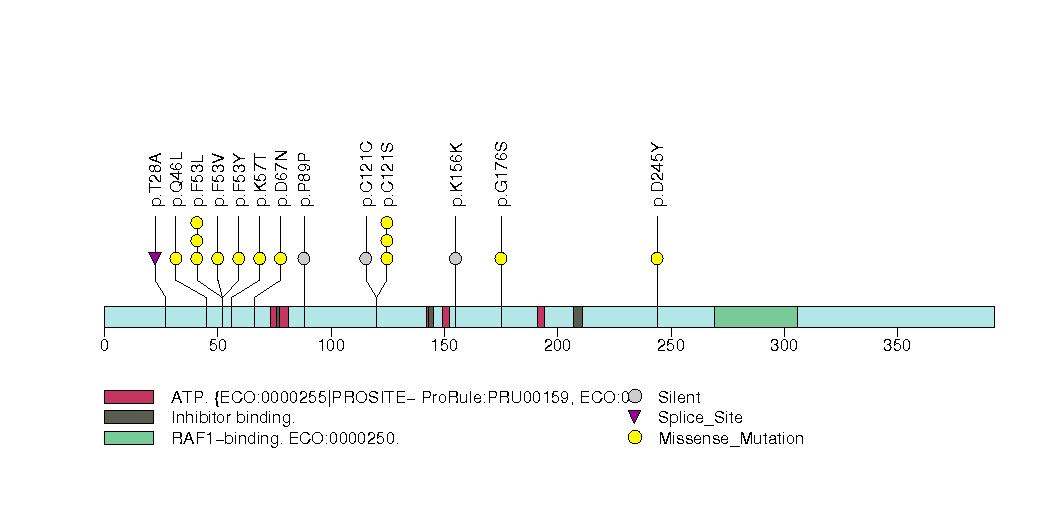 p.T28A
p.Q46L
p.F53L
p.F53V
p.F53Y
p.K57T
p.D67N
p.P89P
p.C121C
p.C121S
p.K156K
p.G176S
p.D245Y
0 50 100 150 200 250 300 350
ATP. {ECO:0000255|PROSITE- ProRule:PRU00159, ECO:0
Inhibitor binding.
RAF1-binding. ECO:0000250.
Silent
Splice_Site
Missense_Mutation